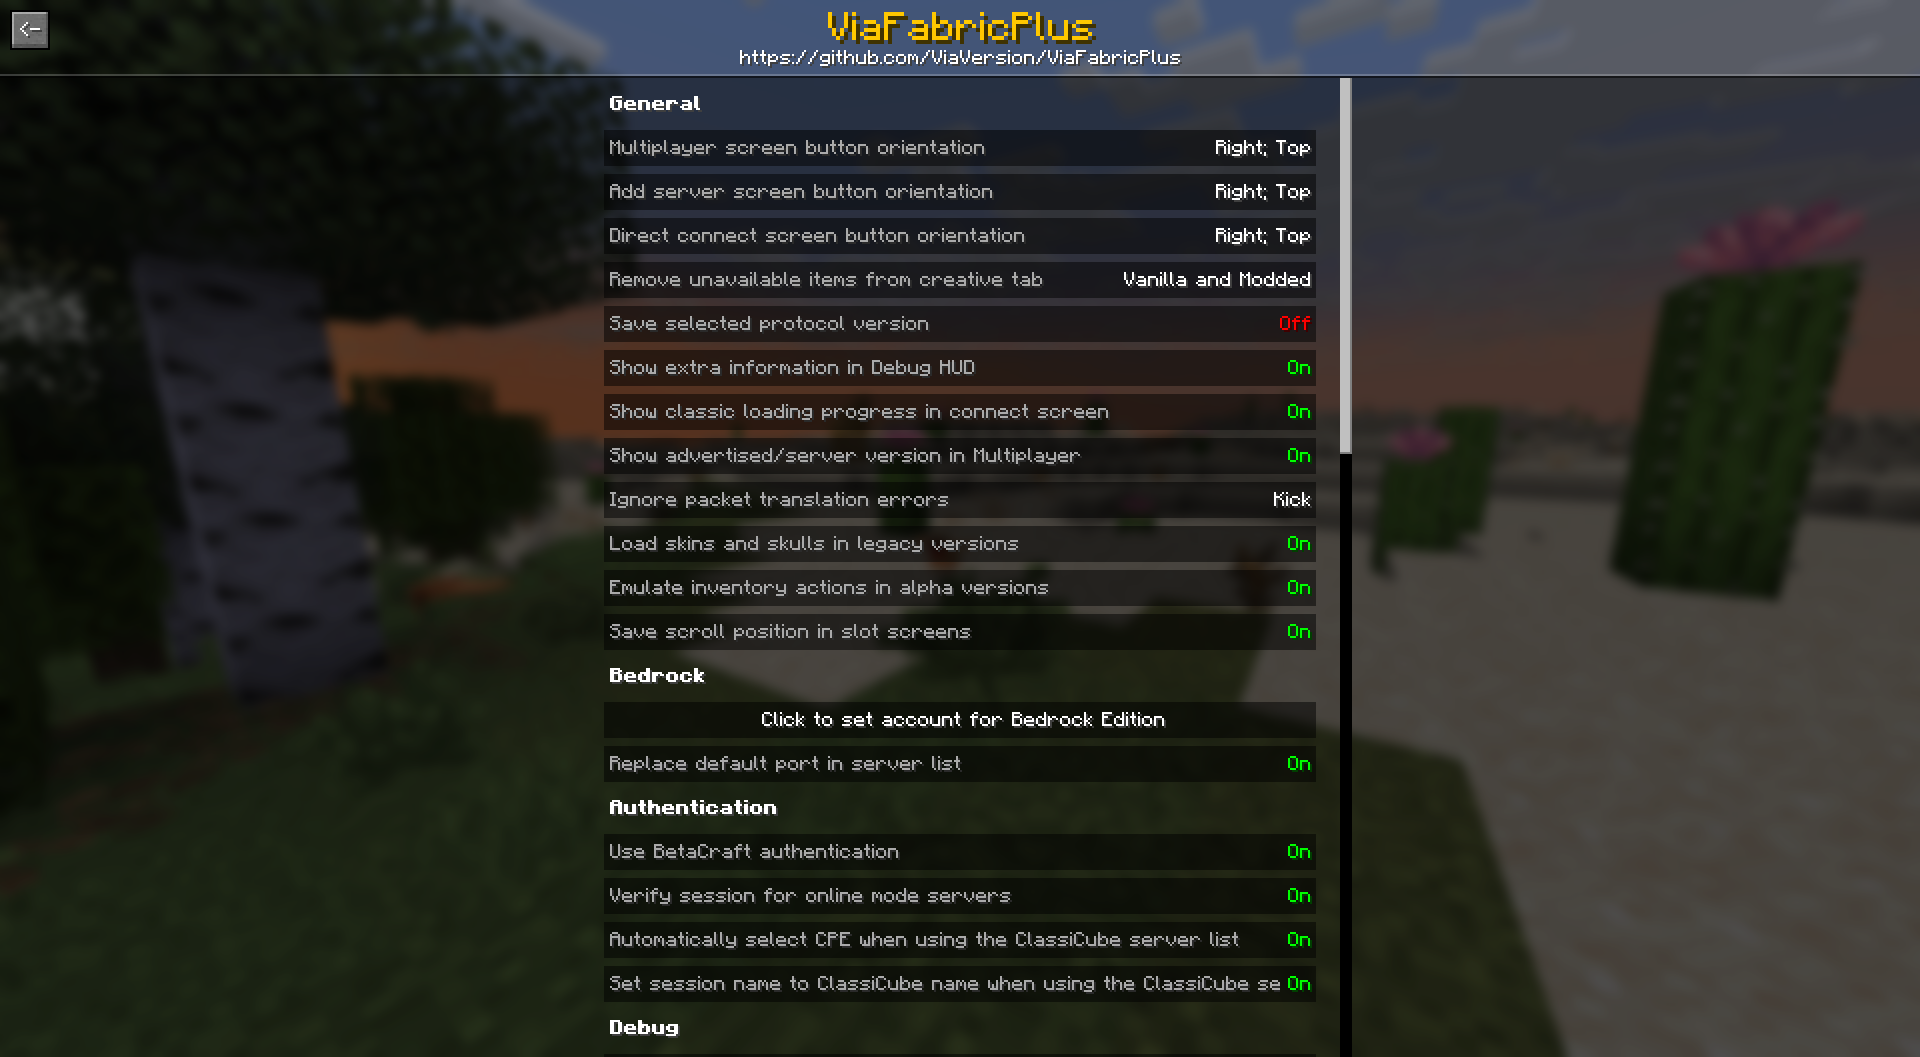 <-
ViaFabricPlus
https://github.com/ViaVersion/ViaFabricPlus
General
Multiplayer screen button orientation Right; Top
Add server screen button orientation Right; Top
Direct connect screen button orientation Right; Top
Remove unavailable items from creative tab Vanilla and Modded
Save selected protocol version Off
Show extra information in Debug HUD On
Show classic loading progress in connect screen On
Show advertised/server version in Multiplayer On
Ignore packet translation errors Kick
Load skins and skulls in legacy versions On
Emulate inventory actions in alpha versions On
Save scroll position in slot screens On
Bedrock
Click to set account for Bedrock Edition
Replace default port in server list On
Authentication
Use BetaCraft authentication On
Verify session for online mode servers On
Automatically select CPE when using the ClassiCube server list On
Set session name to ClassiCube name when using the ClassiCube se On
Debug